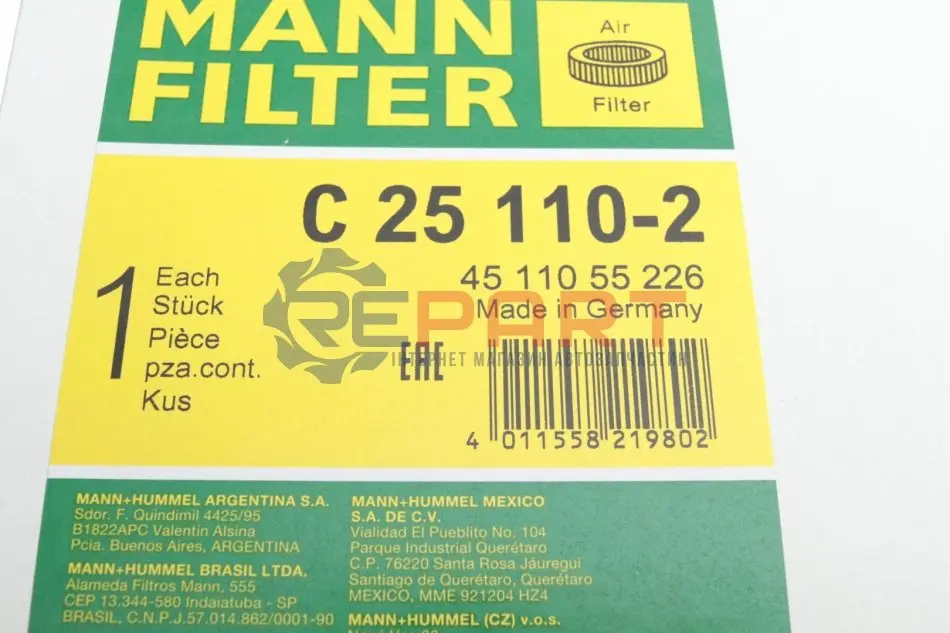 MANN
FILTER
Air
Filter
C 25 110-2
45 110 55 226
Made in Germany
1
Each
Stück
Pièce
pza.cont.
Kus
REPART
ІНТЕРНЕТ МАГАЗИН АВТОЗАПЧАСТИН
EAC
4 011558 219802
MANN+HUMMEL ARGENTINA S.A.
Sdor. F. Quindimil 4425/95
B1822APC Valentín Alsina
Pcia. Buenos Aires, ARGENTINA
MANN+HUMMEL BRASIL LTDA.
Alameda Filtros Mann, 555
CEP 13.344-580 Indaiatuba - SP
BRASIL, C.N.P.J.57.014.862/0001-90
MANN+HUMMEL MEXICO
S.A. DE C.V.
Vialidad El Pueblito No. 104
Parque Industrial Querétaro
C.P. 76220 Santa Rosa Jáuregui
Santiago de Querétaro, Querétaro
MEXICO, MME 921204 HZ4
MANN+HUMMEL (CZ) v.o.s.